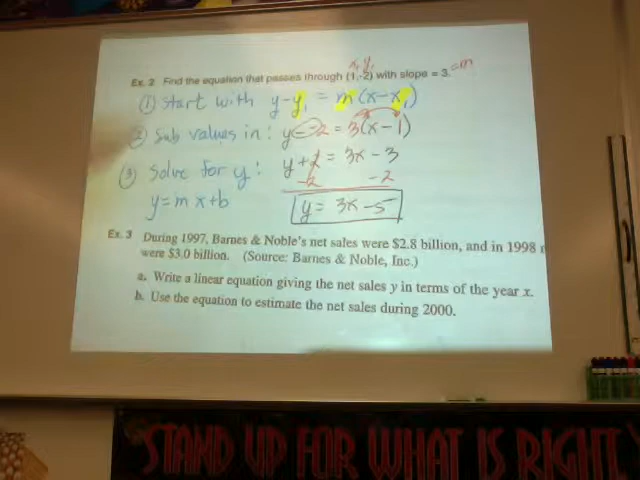 x₁ y₁
Ex. 2 Find the equation that passes through (1,-2) with slope = 3. = m
① Start with y-y₁ = m(x-x₁)
② Sub values in: y--2 = 3(x-1)
③ Solve for y: y+2 = 3x-3
-2 -2
y=mx+b y= 3x-5
Ex. 3 During 1997, Barnes & Noble's net sales were $2.8 billion, and in 1998
were $3.0 billion. (Source: Barnes & Noble, Inc.)
a. Write a linear equation giving the net sales y in terms of the year x.
b. Use the equation to estimate the net sales during 2000.
STAND UP FOR WHAT IS RIGHT